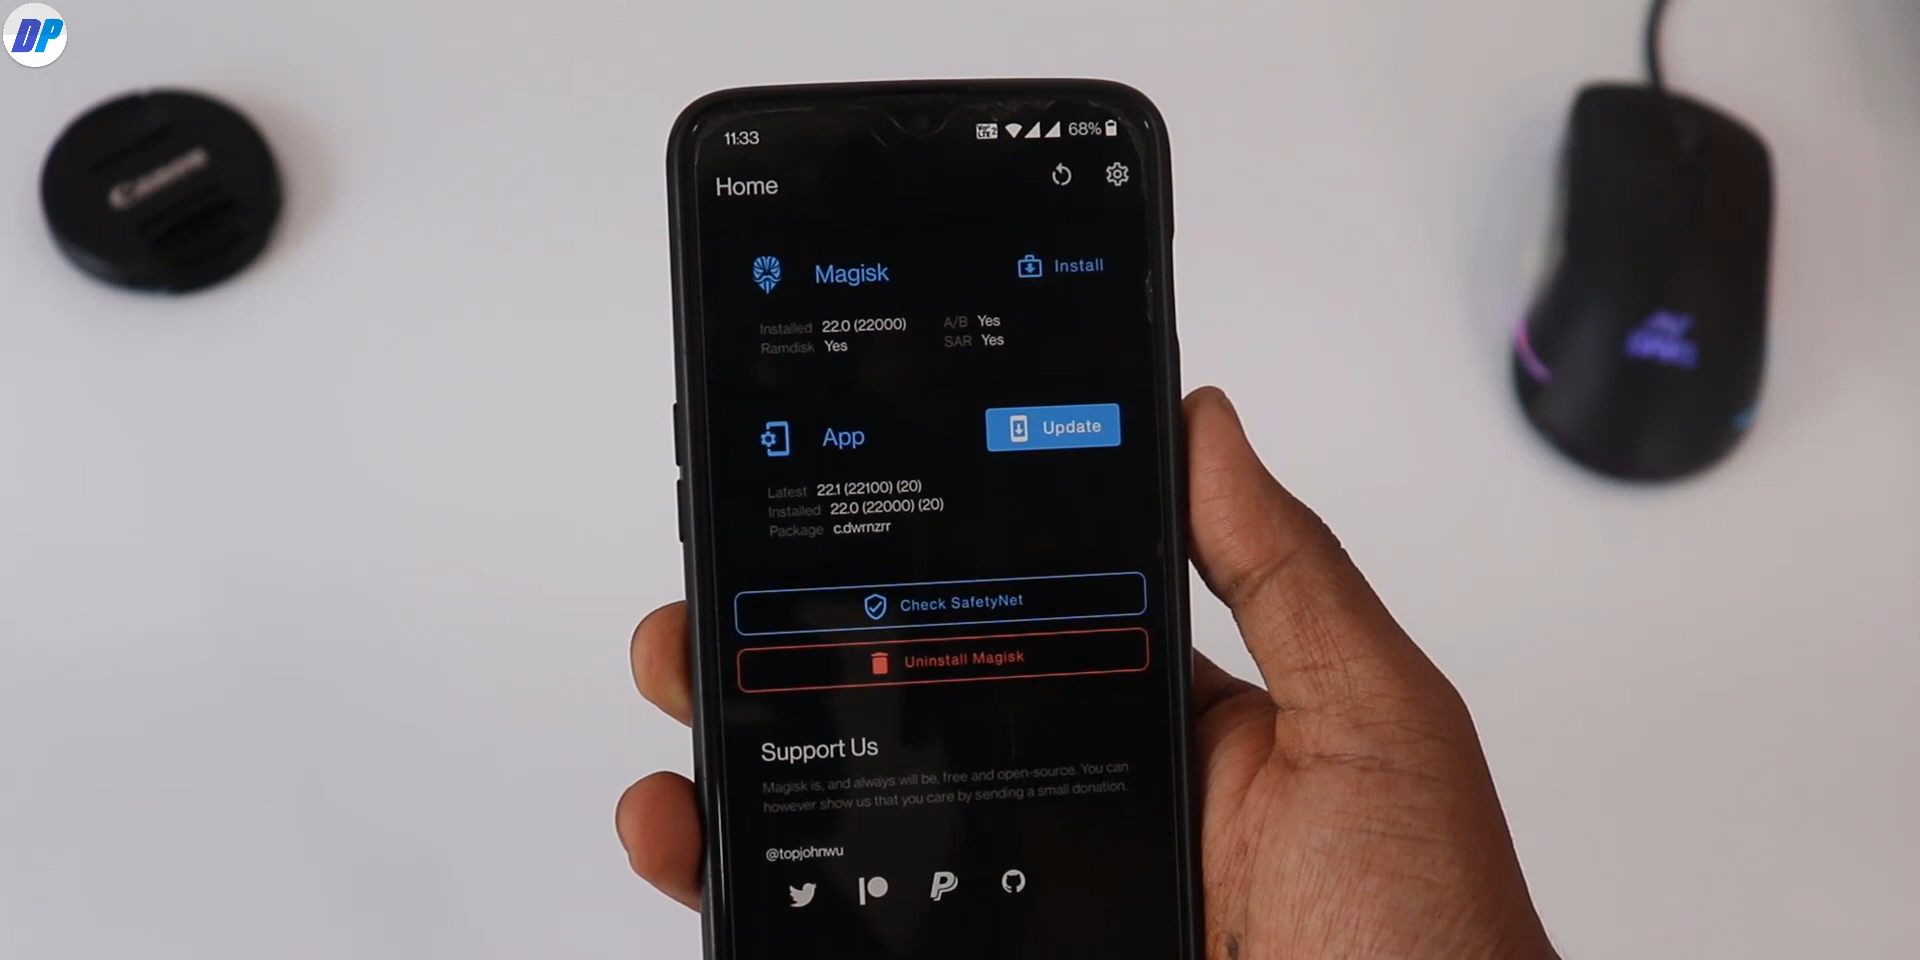 DP
Canon
11:33
68%
Home
Magisk
Install
Installed 22.0 (22000)
A/B Yes
Ramdisk Yes
SAR Yes
App
Update
Latest 22.1 (22100) (20)
Installed 22.0 (22000) (20)
Package c.dwrnzrr
Check SafetyNet
Uninstall Magisk
Support Us
Magisk is, and always will be, free and open-source. You can
however show us that you care by sending a small donation.
@topjohnwu